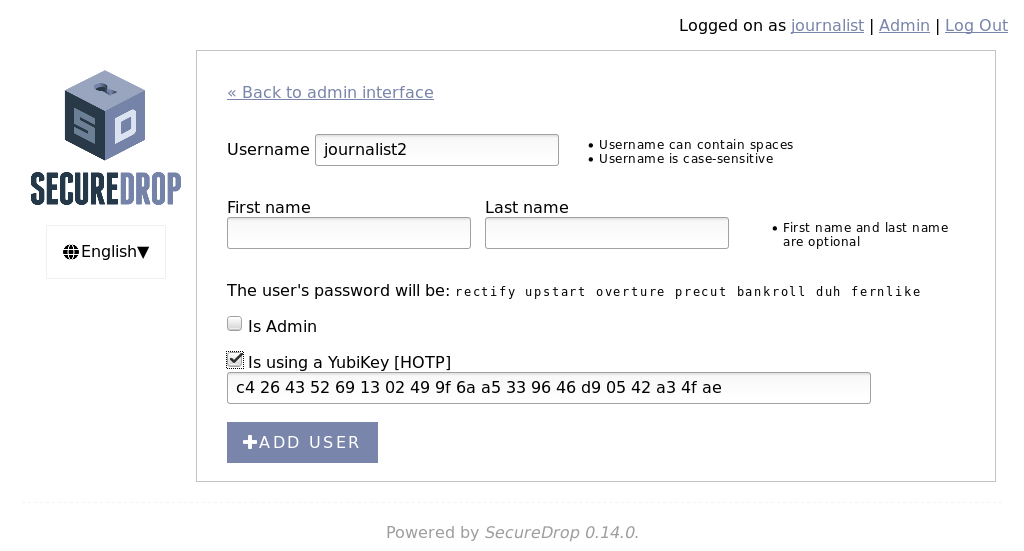 Logged on as journalist | Admin | Log Out
SD
SECUREDROP
English▼
« Back to admin interface
Username journalist2
• Username can contain spaces
• Username is case-sensitive
First name Last name
• First name and last name
are optional
The user's password will be: rectify upstart overture precut bankroll duh fernlike
Is Admin
Is using a YubiKey [HOTP]
c4 26 43 52 69 13 02 49 9f 6a a5 33 96 46 d9 05 42 a3 4f ae
+ADD USER
Powered by SecureDrop 0.14.0.